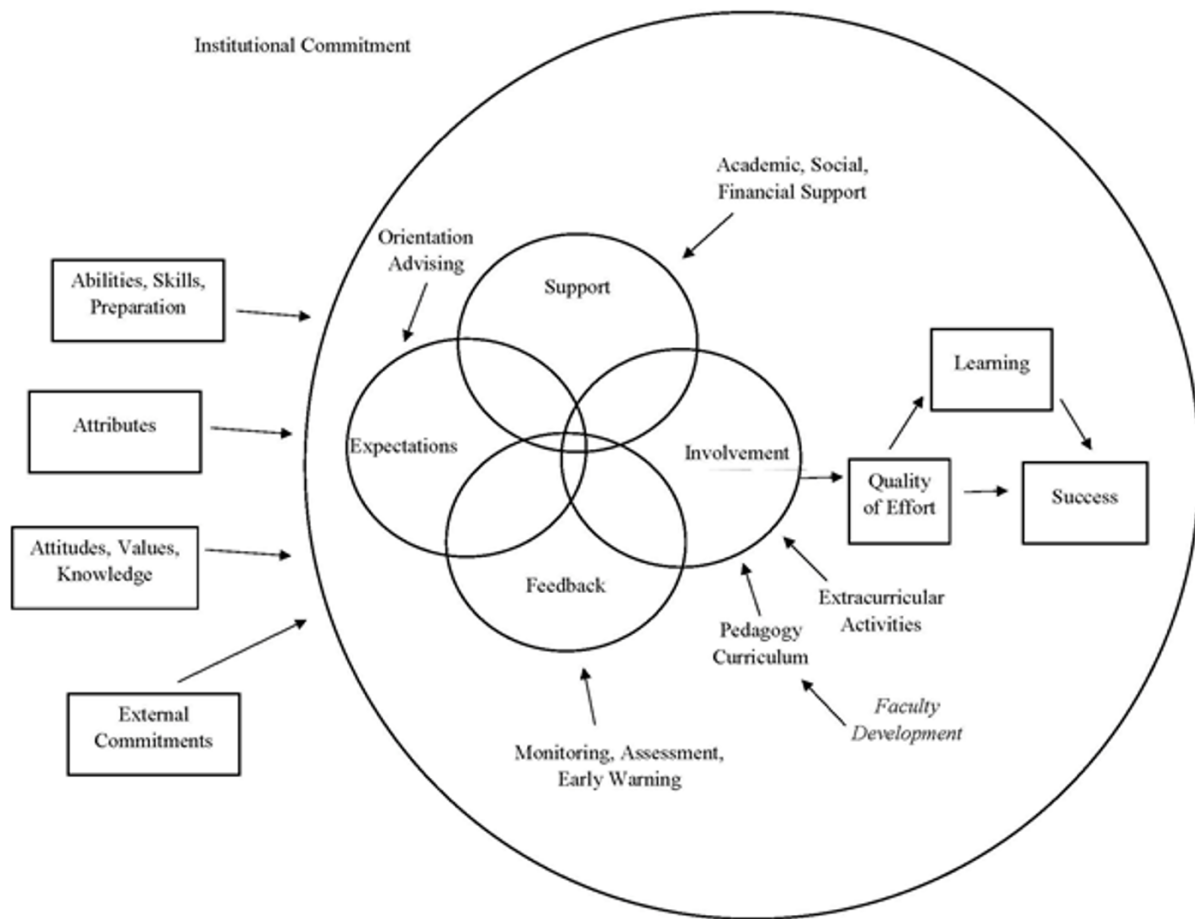 Institutional Commitment
Academic, Social,
Financial Support
Orientation
Advising
Support
Abilities, Skills,
Preparation
Learning
Attributes
Expectations
Involvement
Quality
of Effort
Success
Attitudes, Values,
Knowledge
Feedback
Extracurricular
Activities
Pedagogy
Curriculum
External
Commitments
Faculty
Development
Monitoring, Assessment,
Early Warning